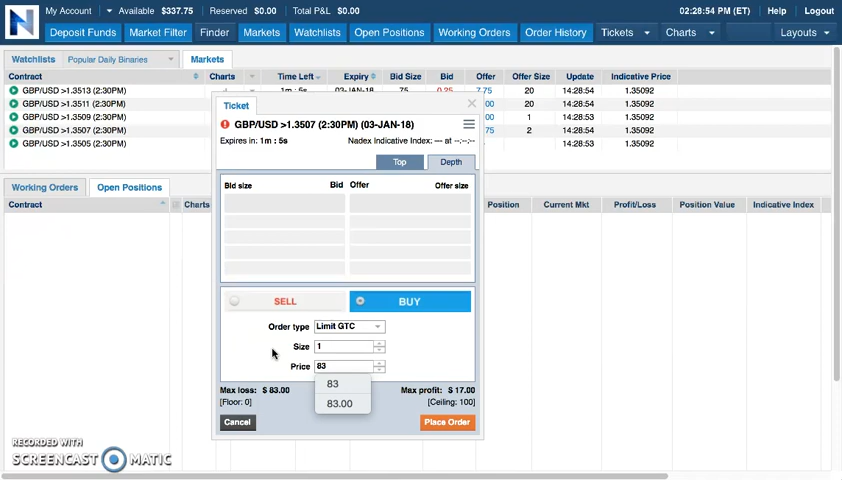 My Account Available $337.75 Reserved $0.00 Total P&L $0.00 02:28:54 PM (ET) Help Logout
N Deposit Funds Market Filter Finder Markets Watchlists Open Positions Working Orders Order History Tickets Charts Layouts
Watchlists Popular Daily Binaries Markets
Contract Charts Time Left Expiry Bid Size Bid Offer Offer Size Update Indicative Price
GBP/USD >1.3513 (2:30PM) 1m : 5s 03-JAN-18 75 0.25 7.75 20 14:28:54 1.35092
GBP/USD >1.3511 (2:30PM) .00 20 14:28:54 1.35092
GBP/USD >1.3509 (2:30PM) .00 1 14:28:53 1.35092
GBP/USD >1.3507 (2:30PM) .75 2 14:28:54 1.35092
GBP/USD >1.3505 (2:30PM) 14:28:53 1.35092
Ticket
GBP/USD >1.3507 (2:30PM) (03-JAN-18)
Expires in: 1m : 5s Nadex Indicative Index: --- at --:--:--
Top Depth
Bid size Bid Offer Offer size
Working Orders Open Positions
Contract Charts Position Current Mkt Profit/Loss Position Value Indicative Index
SELL BUY
Order type Limit GTC
Size 1
Price 83
83
83.00
Max loss: $ 83.00 Max profit: $ 17.00
[Floor: 0] [Ceiling: 100]
Cancel Place Order
RECORDED WITH
SCREENCAST MATIC